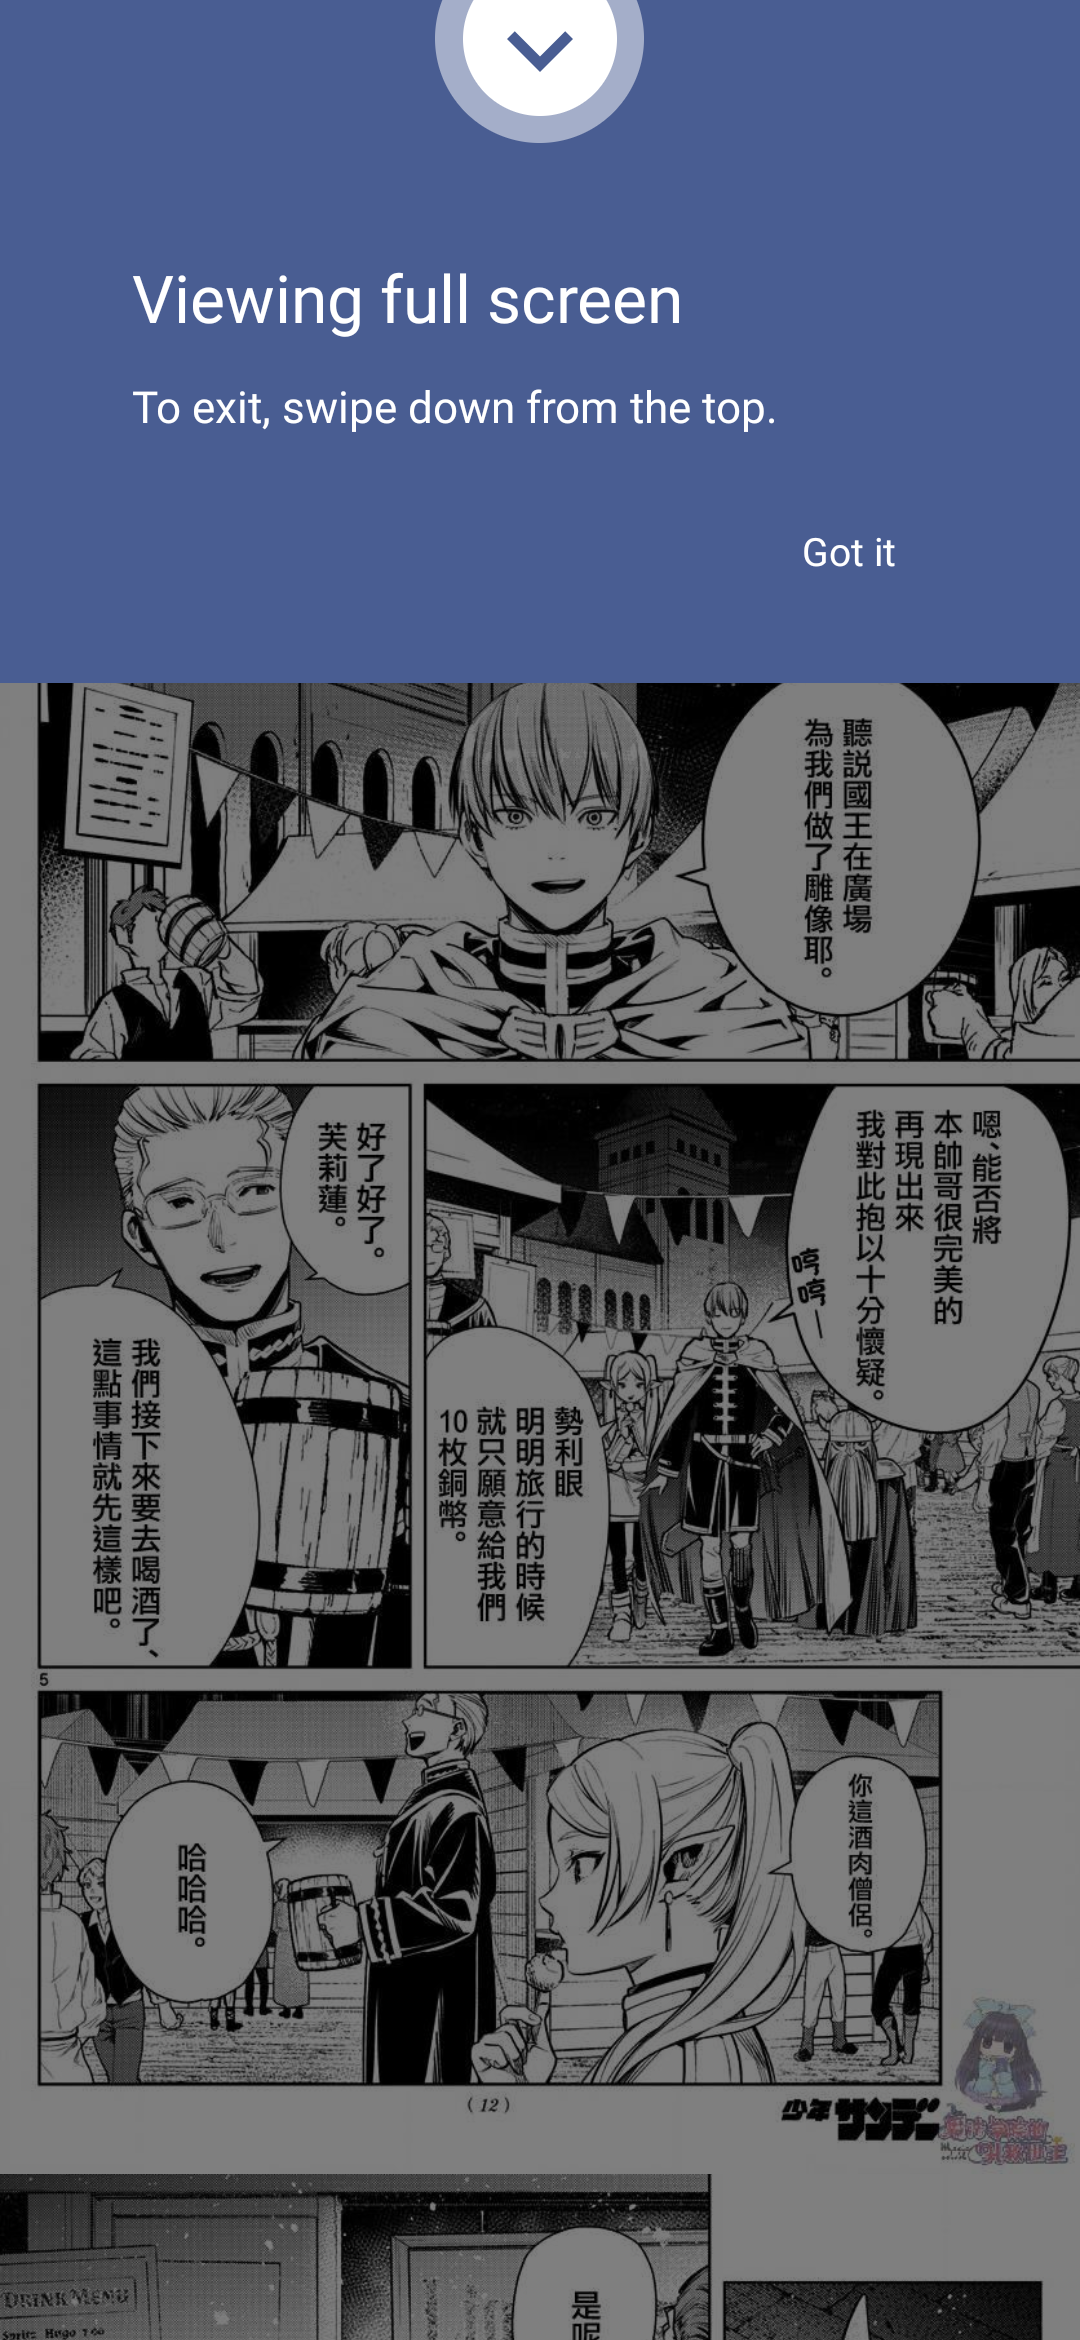 Viewing full screen
To exit, swipe down from the top.
Got it
聽説國王在廣場
為我們做了雕像耶。
嗯、能否將
本帥哥很完美的
再現出來
我對此抱以十分懷疑。
哼
哼—
勢利眼
明明旅行的時候
就只願意給我們
10枚銅幣。
好了好了。
芙莉蓮。
我們接下來要去喝酒了、
這點事情就先這樣吧。
5
你這酒肉僧侶。
哈哈哈。
(12)
少年サンデー
是呢
DRINK MENU
Spritz Hugo 7.00